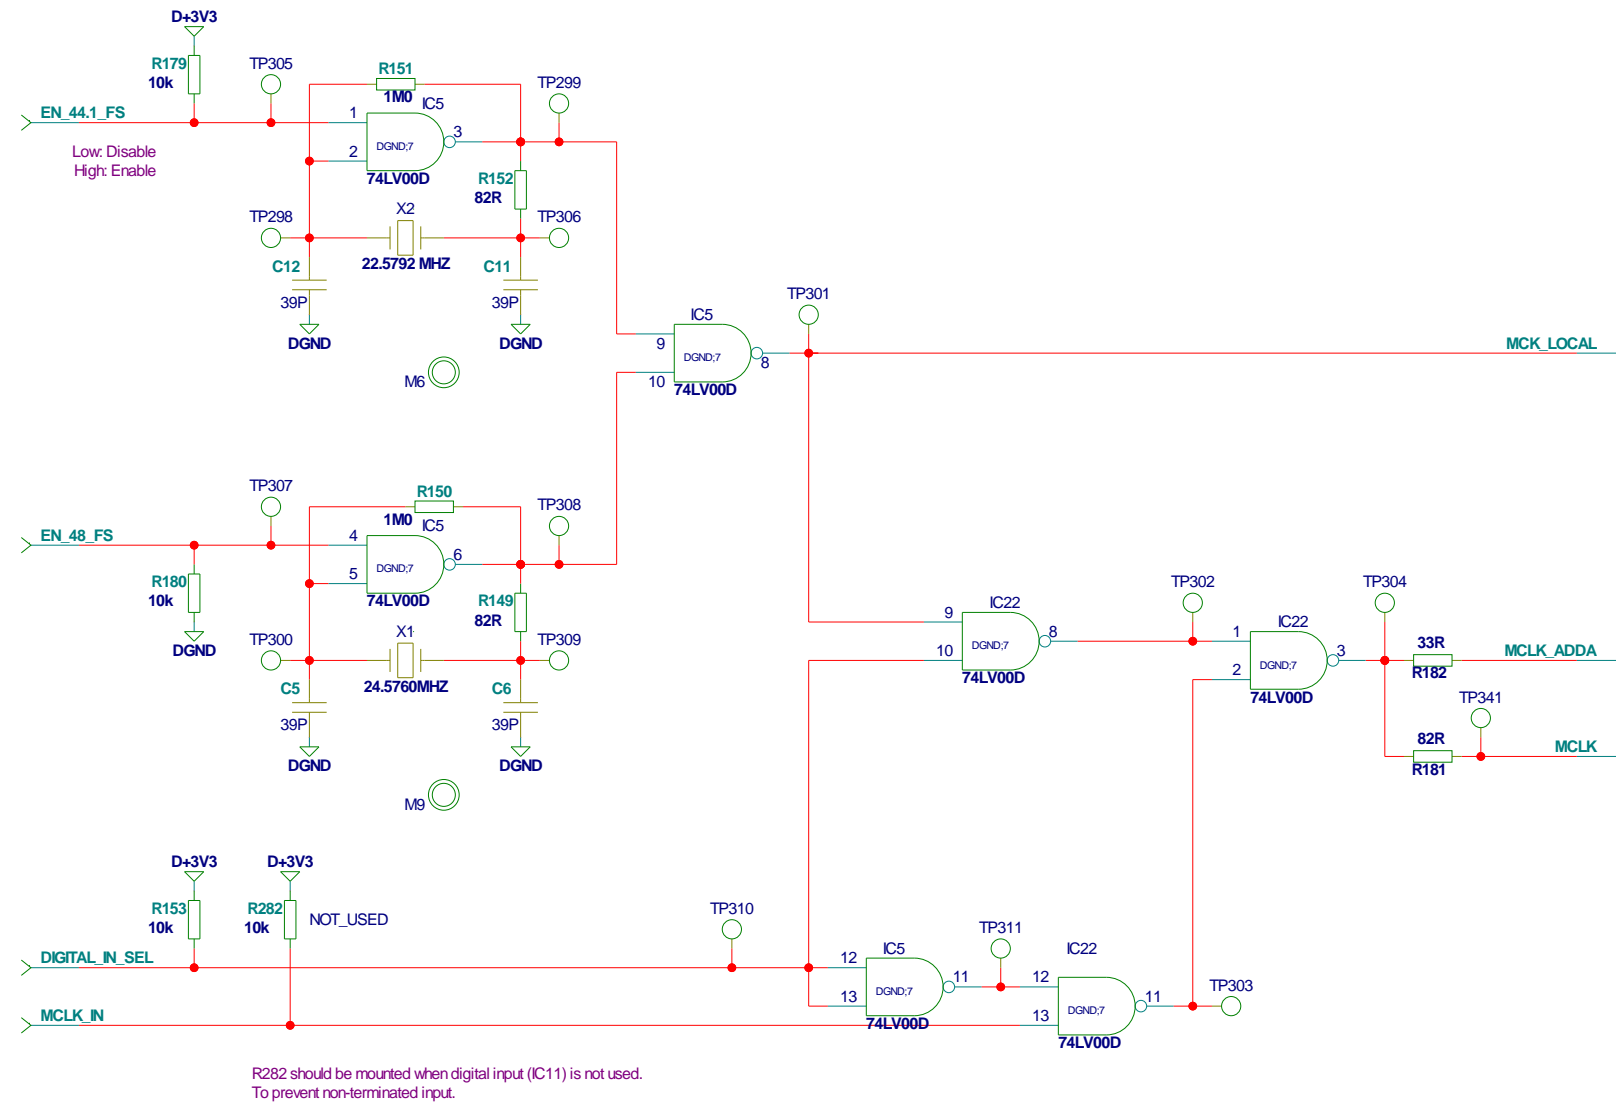 D+3V3
R179
10k
TP305
R151
1M0
IC5
TP299
EN_44.1_FS
1
2
3
DGND;7
74LV00D
Low: Disable
High: Enable
R152
82R
TP298
X2
TP306
22.5792 MHZ
C12
39P
DGND
C11
39P
DGND
M6
IC5
9
10
8
DGND;7
74LV00D
TP301
MCK_LOCAL
TP307
R150
1M0
IC5
TP308
EN_48_FS
4
5
6
DGND;7
74LV00D
R180
10k
DGND
R149
82R
TP300
X1
TP309
24.5760MHZ
C5
39P
DGND
C6
39P
DGND
M9
IC22
9
10
8
DGND;7
74LV00D
TP302
IC22
1
2
3
DGND;7
74LV00D
TP304
33R
R182
MCLK_ADDA
TP341
82R
R181
MCLK
D+3V3
D+3V3
R153
10k
R282
10k
NOT_USED
TP310
DIGITAL_IN_SEL
MCLK_IN
IC5
12
13
11
DGND;7
74LV00D
TP311
IC22
12
13
11
DGND;7
74LV00D
TP303
R282 should be mounted when digital input (IC11) is not used.
To prevent non-terminated input.